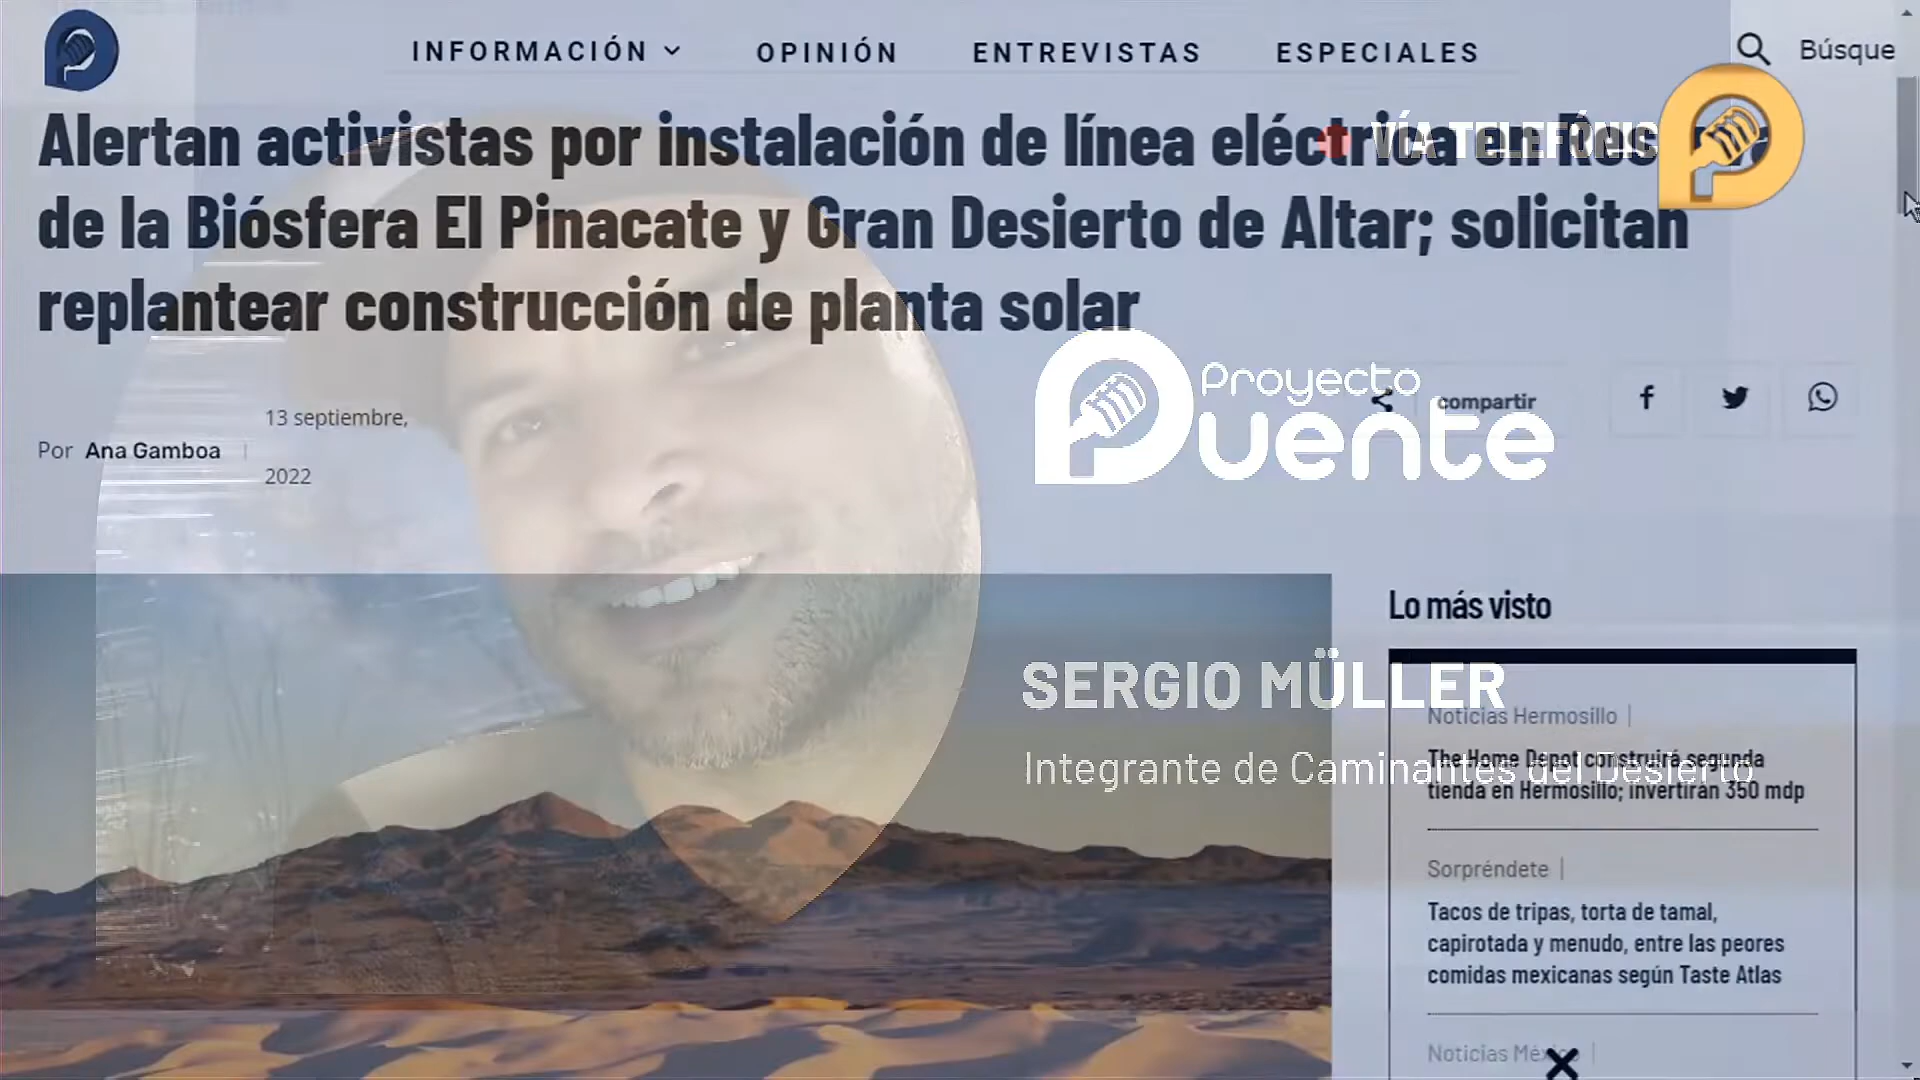 INFORMACIÓN
OPINIÓN
ENTREVISTAS
ESPECIALES
Búsque
Alertan activistas por instalación de línea eléctrica en Res
VÍA TELEFÓNI
de la Biósfera El Pinacate y Gran Desierto de Altar; solicitan
replantear construcción de planta solar
Proyecto
Puente
compartir
13 septiembre,
2022
Por Ana Gamboa
Lo más visto
SERGIO MÜLLER
Integrante de Caminantes del Desierto
Noticias Hermosillo
The Home Depot construirá segunda
tienda en Hermosillo; invertirán 350 mdp
Sorpréndete
Tacos de tripas, torta de tamal,
capirotada y menudo, entre las peores
comidas mexicanas según Taste Atlas
Noticias México